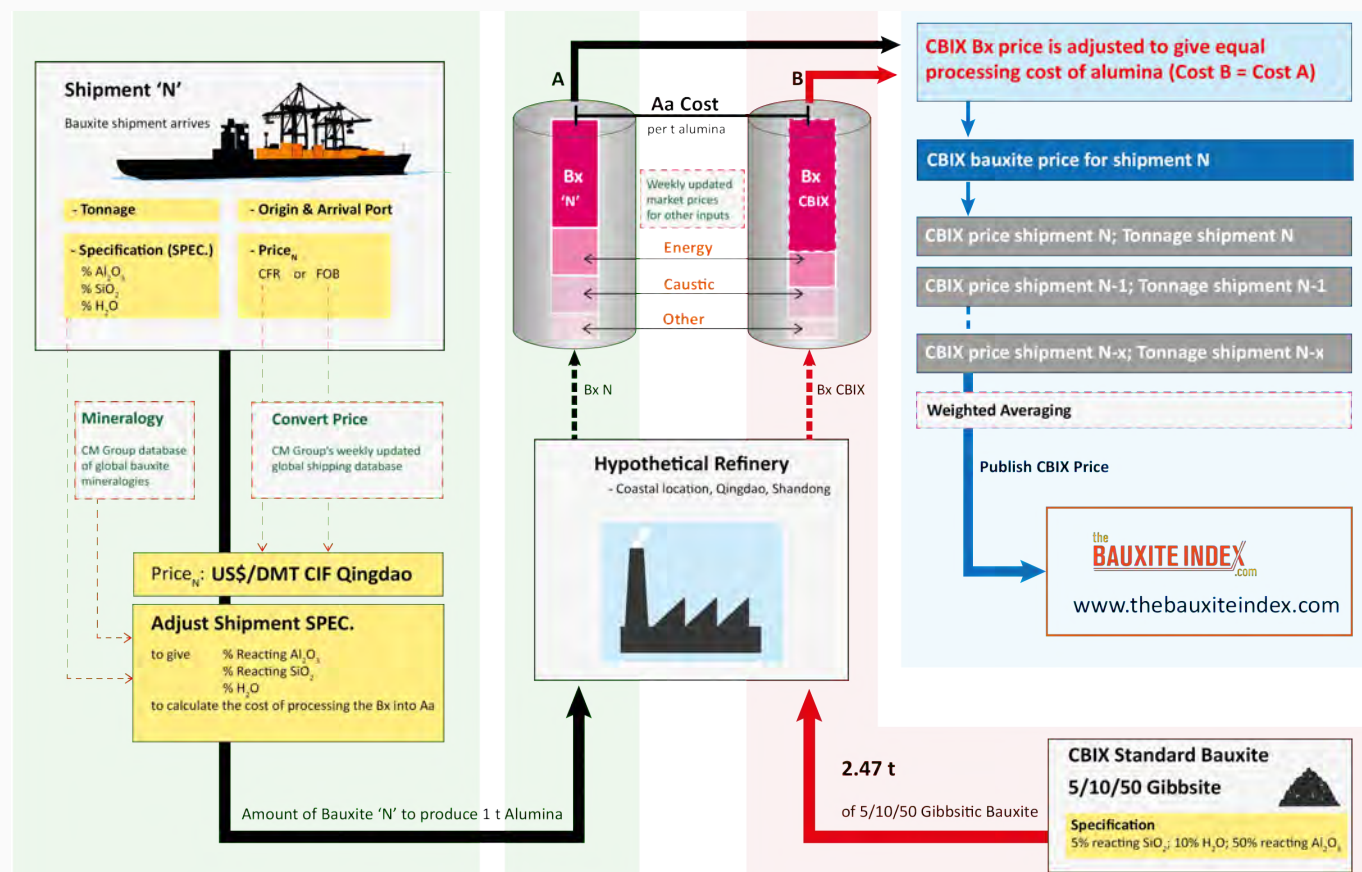 Shipment ‘N’
Bauxite shipment arrives
- Tonnage
- Origin & Arrival Port
- Specification (SPEC.)
% Al₂O₃
% SiO₂
% H₂O
- Price_N
CFR or FOB
Mineralogy
CM Group database
of global bauxite
mineralogies
Convert Price
CM Group's weekly updated
global shipping database
Price_N: US$/DMT CIF Qingdao
Adjust Shipment SPEC.
to give % Reacting Al₂O₃
% Reacting SiO₂
% H₂O
to calculate the cost of processing the Bx into Aa
Amount of Bauxite ‘N’ to produce 1 t Alumina
A
B
Aa Cost
per t alumina
Bx
‘N’
Weekly updated
market prices
for other inputs
Bx
CBIX
Energy
Caustic
Other
Bx N
Bx CBIX
Hypothetical Refinery
- Coastal location, Qingdao, Shandong
2.47 t
of 5/10/50 Gibbsitic Bauxite
CBIX Bx price is adjusted to give equal
processing cost of alumina (Cost B = Cost A)
CBIX bauxite price for shipment N
CBIX price shipment N; Tonnage shipment N
CBIX price shipment N-1; Tonnage shipment N-1
CBIX price shipment N-x; Tonnage shipment N-x
Weighted Averaging
Publish CBIX Price
the
BAUXITE INDEX
.com
www.thebauxiteindex.com
CBIX Standard Bauxite
5/10/50 Gibbsite
Specification
5% reacting SiO₂; 10% H₂O; 50% reacting Al₂O₃